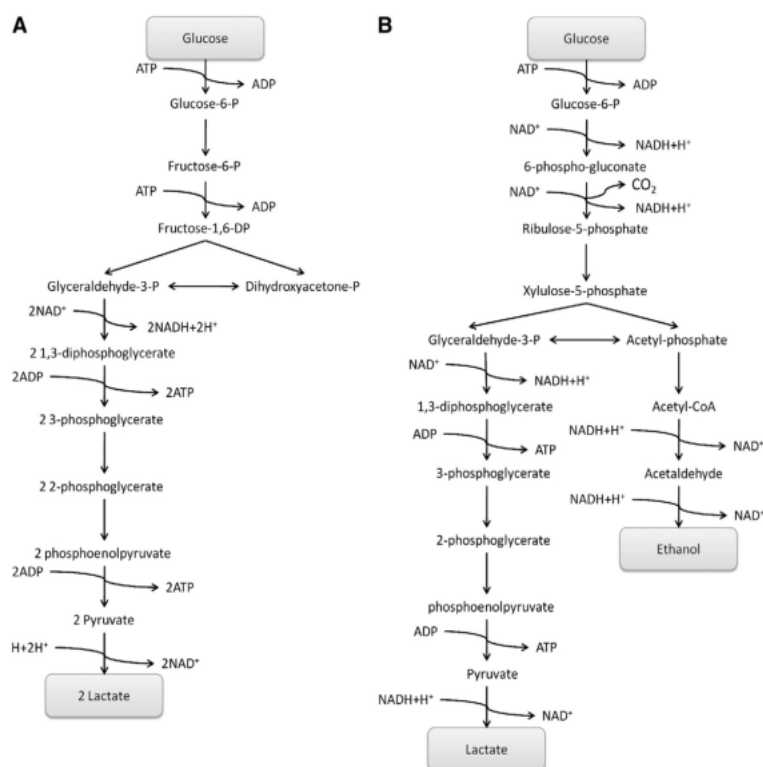 A
Glucose
ATP
ADP
Glucose-6-P
Fructose-6-P
ATP
ADP
Fructose-1,6-DP
Glyceraldehyde-3-P
Dihydroxyacetone-P
2NAD⁺
2NADH+2H⁺
2 1,3-diphosphoglycerate
2ADP
2ATP
2 3-phosphoglycerate
2 2-phosphoglycerate
2 phosphoenolpyruvate
2ADP
2ATP
2 Pyruvate
H+2H⁺
2NAD⁺
2 Lactate
B
Glucose
ATP
ADP
Glucose-6-P
NAD⁺
NADH+H⁺
6-phospho-gluconate
NAD⁺
CO₂
NADH+H⁺
Ribulose-5-phosphate
Xylulose-5-phosphate
Glyceraldehyde-3-P
Acetyl-phosphate
NAD⁺
NADH+H⁺
1,3-diphosphoglycerate
ADP
ATP
3-phosphoglycerate
2-phosphoglycerate
phosphoenolpyruvate
ADP
ATP
Pyruvate
NADH+H⁺
NAD⁺
Lactate
Acetyl-CoA
NADH+H⁺
NAD⁺
Acetaldehyde
NADH+H⁺
NAD⁺
Ethanol